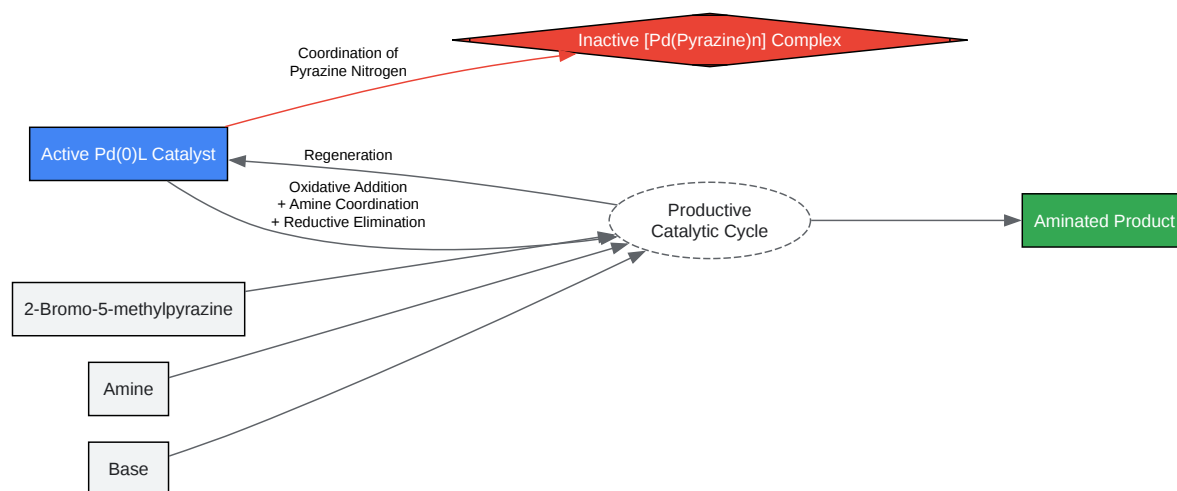 Inactive [Pd(Pyrazine)n] Complex
Coordination of
Pyrazine Nitrogen
Active Pd(0)L Catalyst
Regeneration
Oxidative Addition
+ Amine Coordination
+ Reductive Elimination
Productive
Catalytic Cycle
Aminated Product
2-Bromo-5-methylpyrazine
Amine
Base